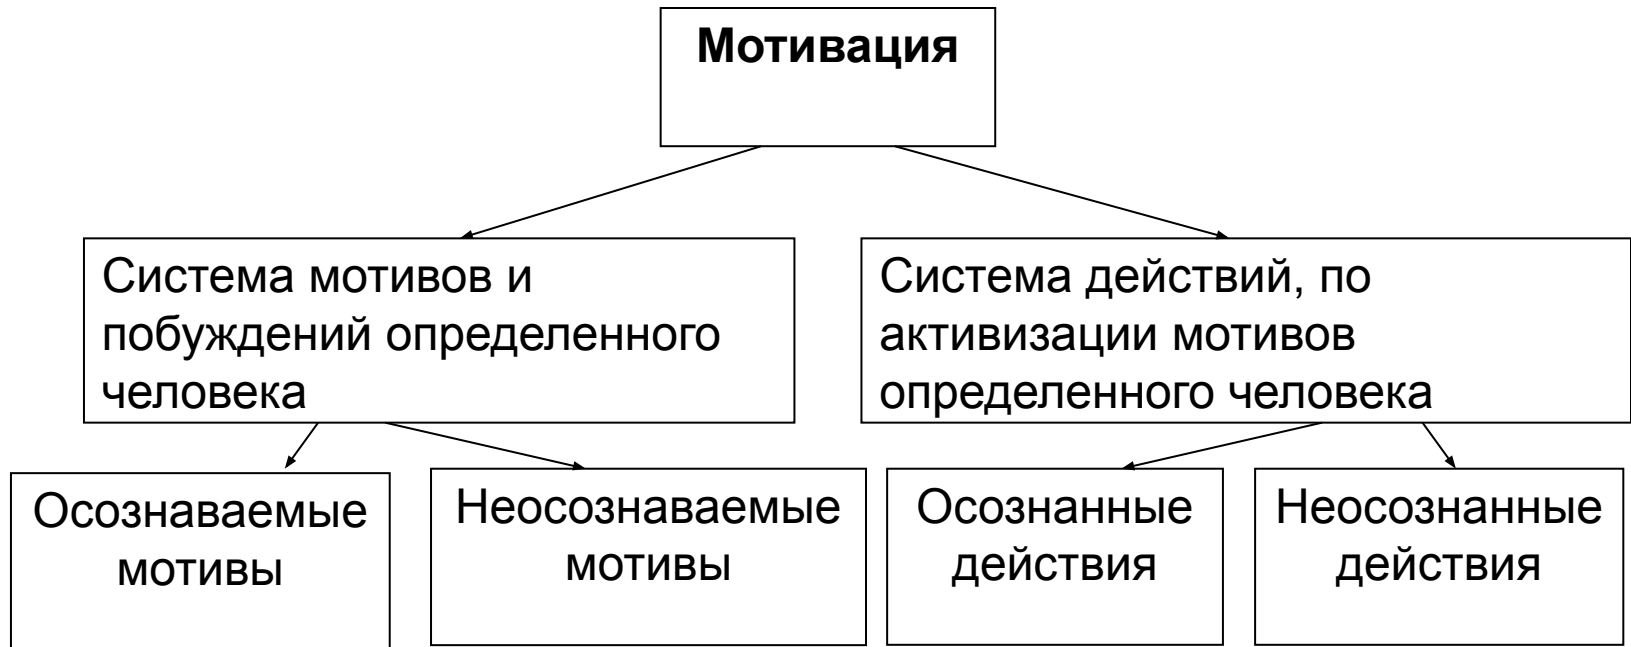 Мотивация
Система мотивов и
побуждений определенного
человека
Система действий, по
активизации мотивов
определенного человека
Осознаваемые
мотивы
Неосознаваемые
мотивы
Осознанные
действия
Неосознанные
действия